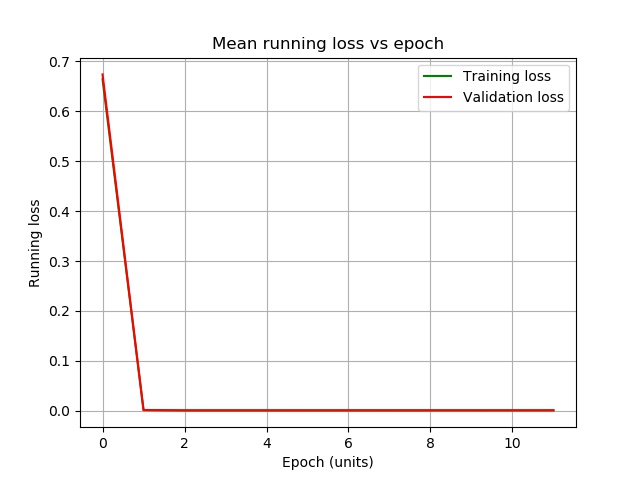 Mean running loss vs epoch
0.7
0.6
0.5
0.4
0.3
0.2
0.1
0.0
Running loss
Training loss
Validation loss
0 2 4 6 8 10
Epoch (units)